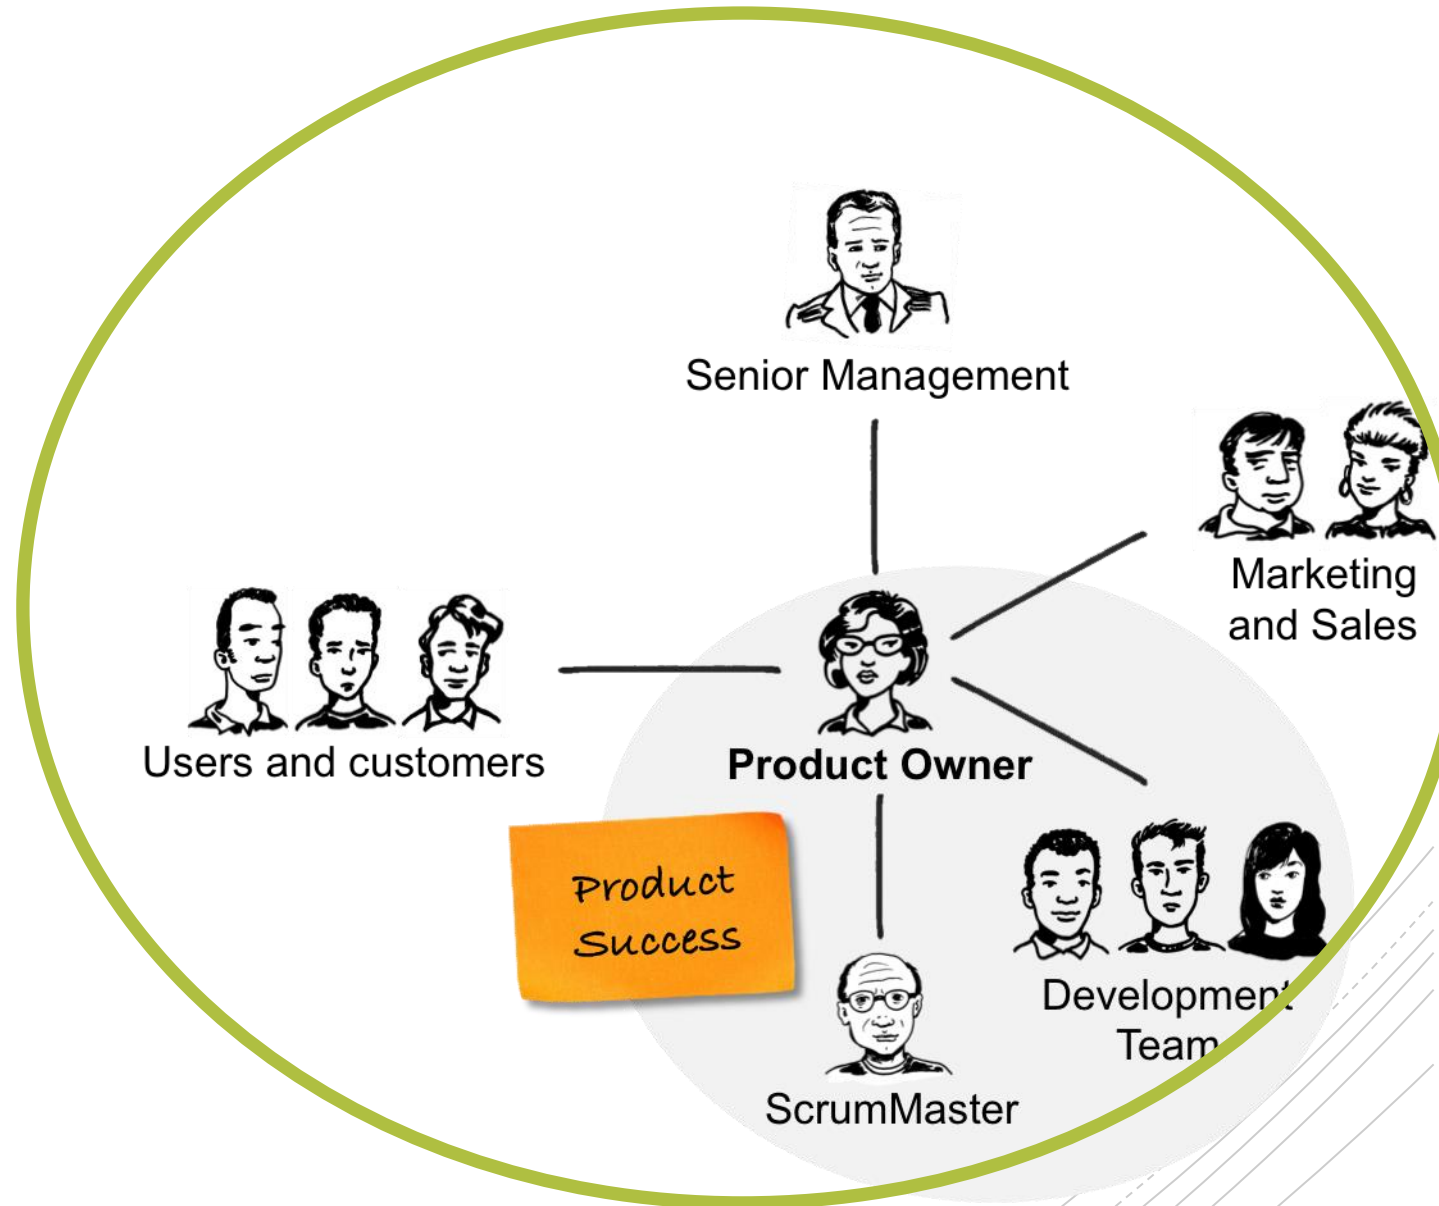 Senior Management
Marketing
and Sales
Users and customers
Product Owner
Product
Success
Development
Team
ScrumMaster